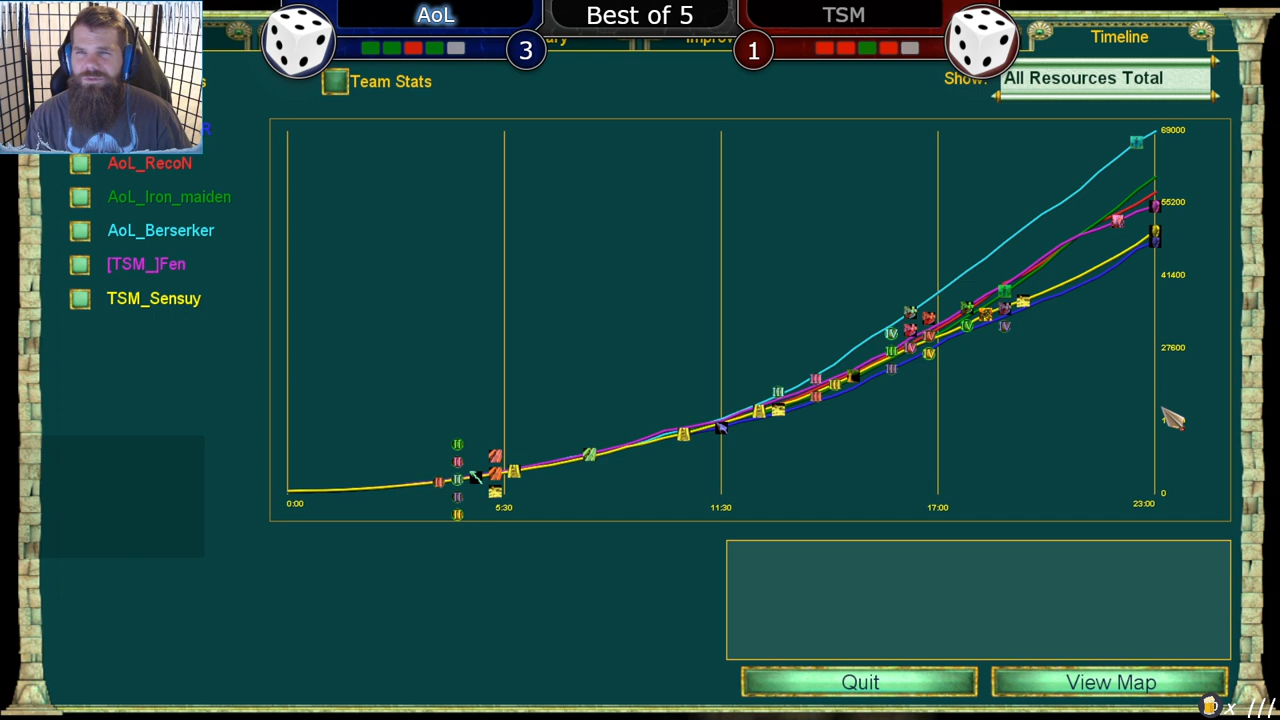 AoL
Best of 5
TSM
3
1
Timeline
Team Stats
Show:
All Resources Total
R
AoL_RecoN
AoL_Iron_maiden
AoL_Berserker
[TSM_]Fen
TSM_Sensuy
69000
55200
41400
27600
0
0:00
5:30
11:30
17:00
23:00
Quit
View Map
x ///